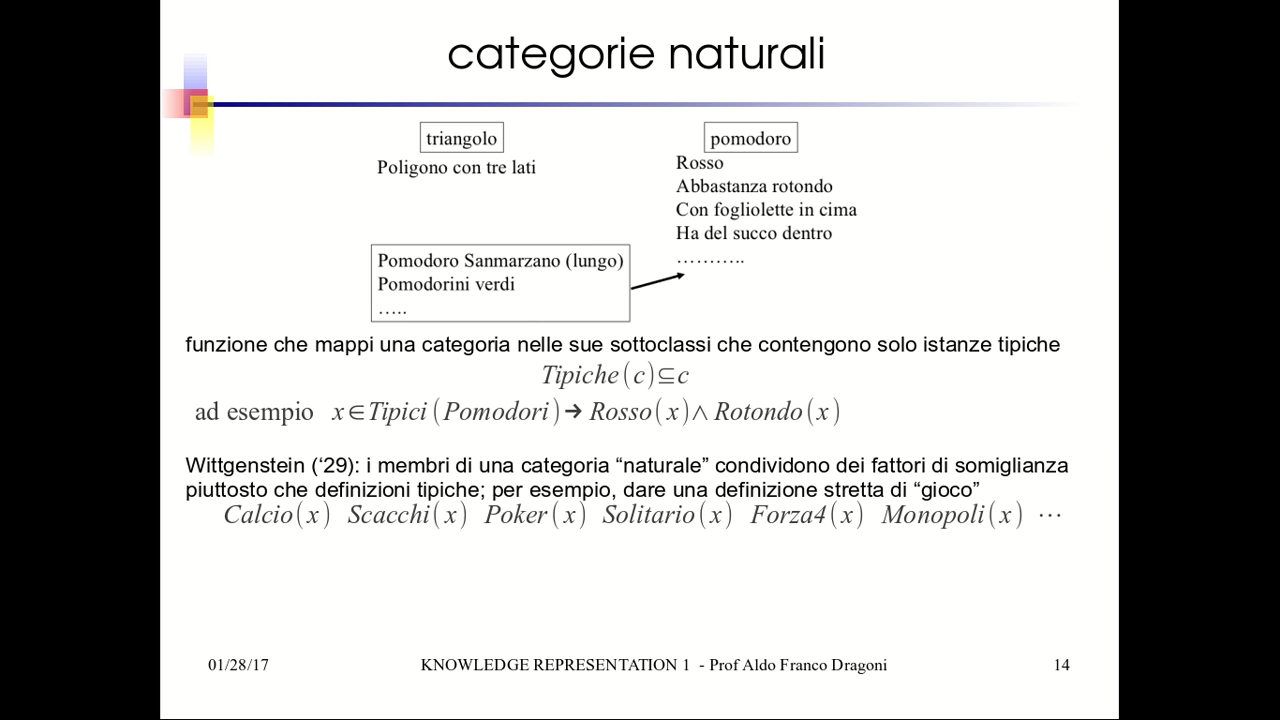 categorie naturali
triangolo
Poligono con tre lati
pomodoro
Rosso
Abbastanza rotondo
Con fogliolette in cima
Ha del succo dentro
………..
Pomodoro Sanmarzano (lungo)
Pomodorini verdi
…..
funzione che mappi una categoria nelle sue sottoclassi che contengono solo istanze tipiche
Tipiche(c)⊆c
ad esempio x∈Tipici(Pomodori)→Rosso(x)∧Rotondo(x)
Wittgenstein (‘29): i membri di una categoria “naturale” condividono dei fattori di somiglianza
piuttosto che definizioni tipiche; per esempio, dare una definizione stretta di “gioco”
Calcio(x) Scacchi(x) Poker(x) Solitario(x) Forza4(x) Monopoli(x) ⋯
01/28/17 KNOWLEDGE REPRESENTATION 1 - Prof Aldo Franco Dragoni 14